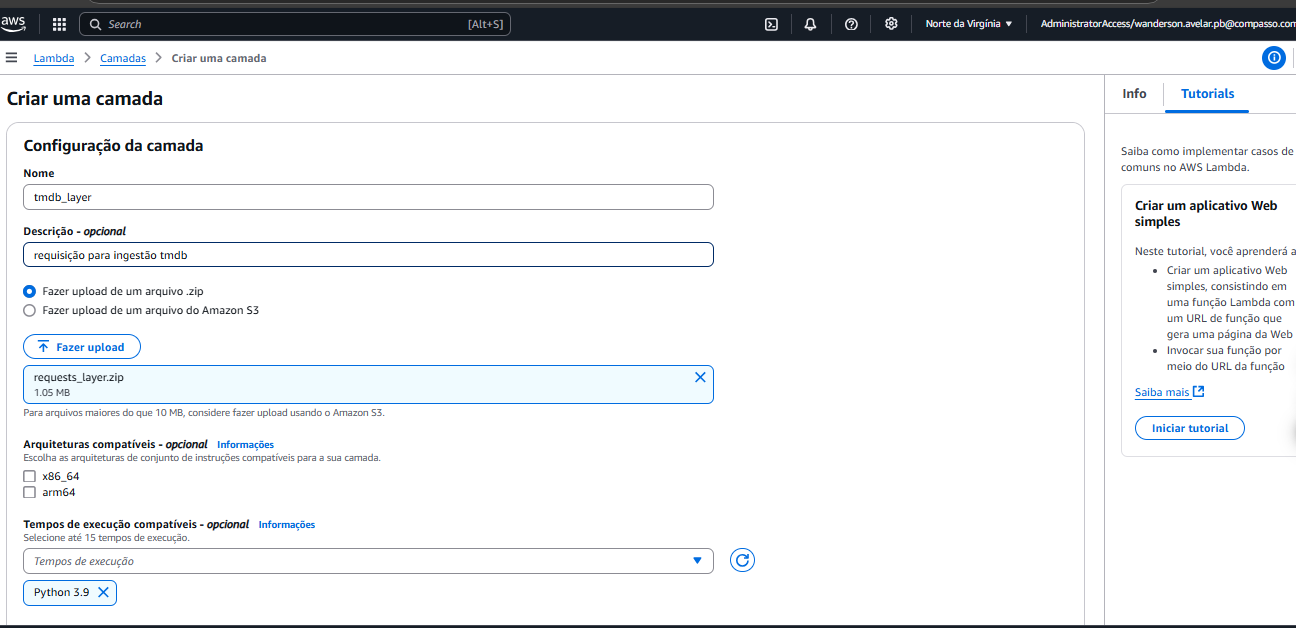 aws
Search
[Alt+S]
Norte da Virgínia
AdministratorAccess/wanderson.avelar.pb@compasso.com
Lambda
Camadas
Criar uma camada
Criar uma camada
Configuração da camada
Nome
tmdb_layer
Descrição - opcional
requisição para ingestão tmdb
Fazer upload de um arquivo .zip
Fazer upload de um arquivo do Amazon S3
Fazer upload
requests_layer.zip
1.05 MB
Para arquivos maiores do que 10 MB, considere fazer upload usando o Amazon S3.
Arquiteturas compatíveis - opcional Informações
Escolha as arquiteturas de conjunto de instruções compatíveis para a sua camada.
x86_64
arm64
Tempos de execução compatíveis - opcional Informações
Selecione até 15 tempos de execução.
Tempos de execução
Python 3.9
Info
Tutorials
Saiba como implementar casos de
comuns no AWS Lambda.
Criar um aplicativo Web
simples
Neste tutorial, você aprenderá a
Criar um aplicativo Web
simples, consistindo em
uma função Lambda com
um URL de função que
gera uma página da Web
Invocar sua função por
meio do URL da função
Saiba mais
Iniciar tutorial